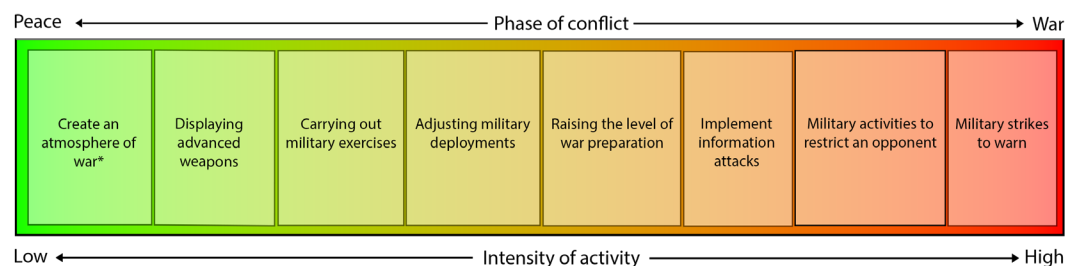 Peace Phase of conflict War
Create an
atmosphere of
war*
Displaying
advanced
weapons
Carrying out
military exercises
Adjusting military
deployments
Raising the level of
war preparation
Implement
information
attacks
Military activities to
restrict an opponent
Military strikes
to warn
Low Intensity of activity High